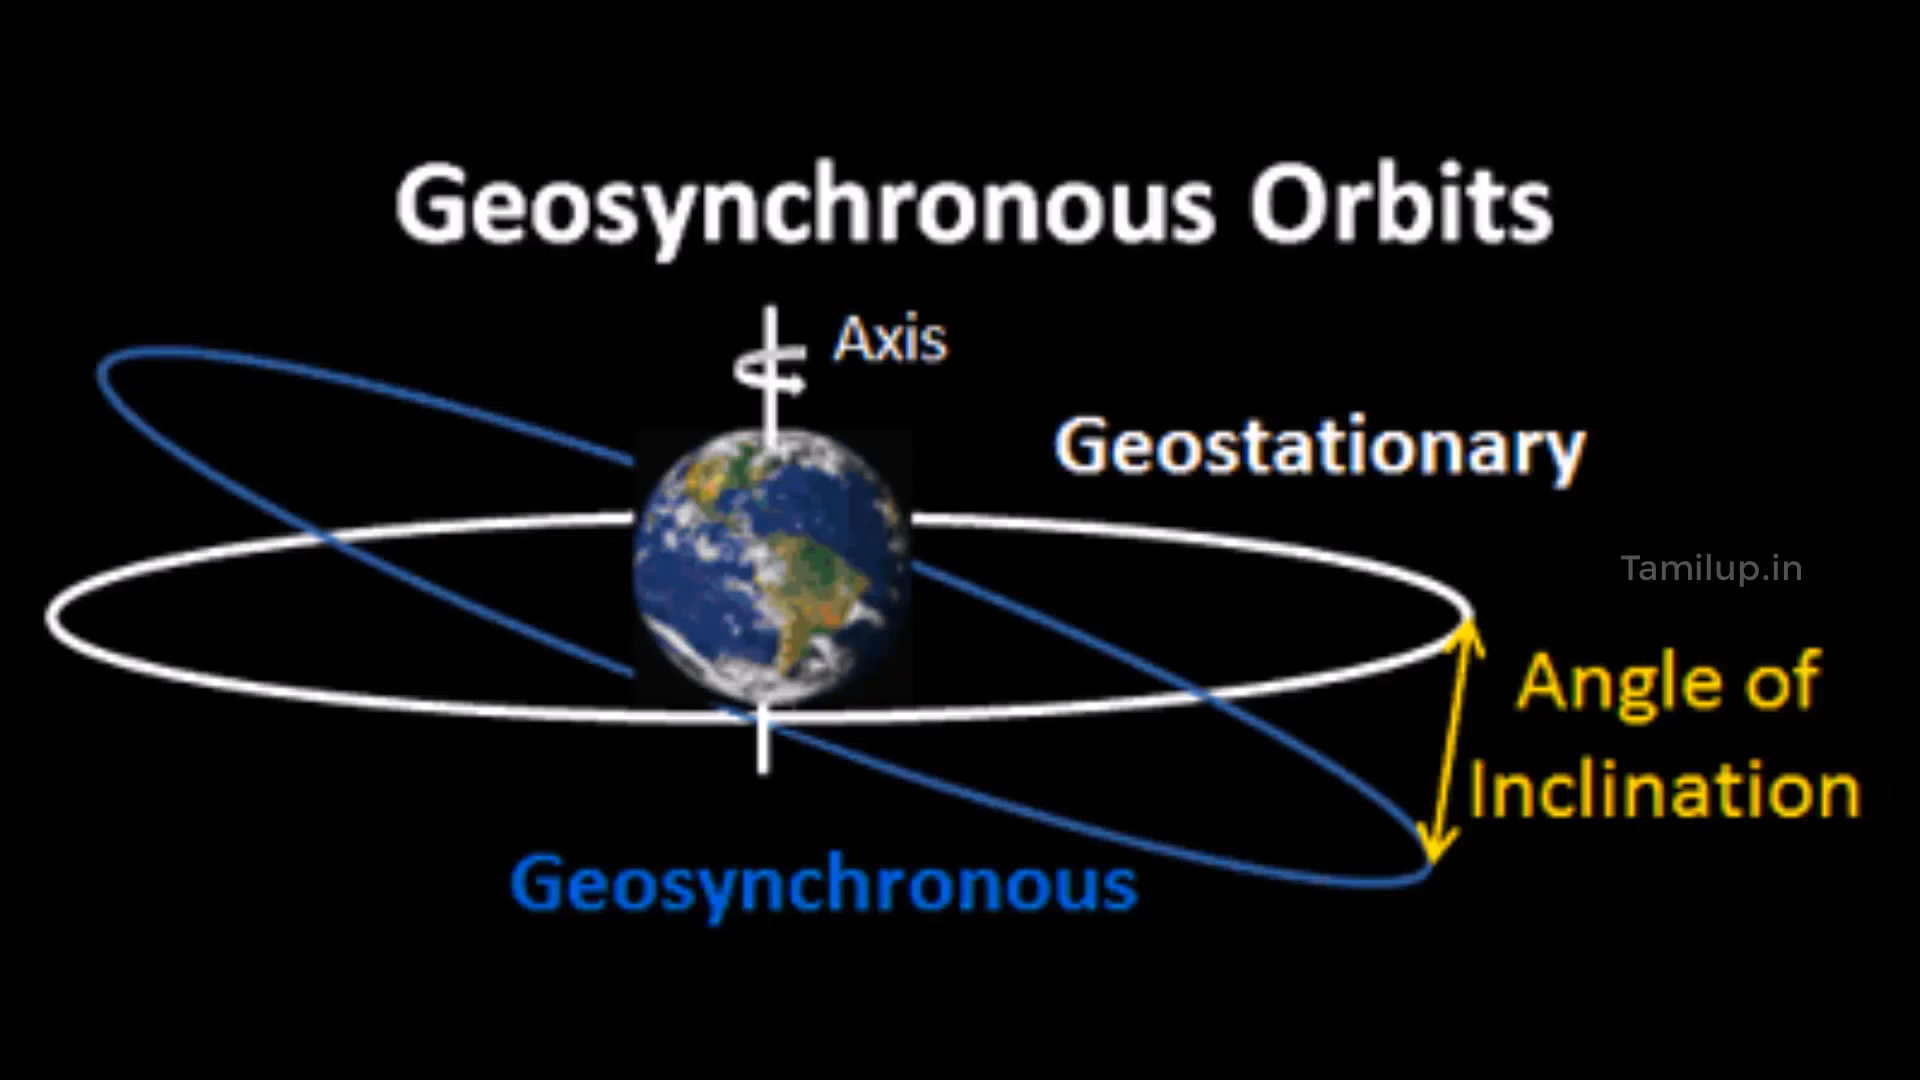 Geosynchronous Orbits
Axis
Geostationary
Tamilup.in
Angle of
Inclination
Geosynchronous